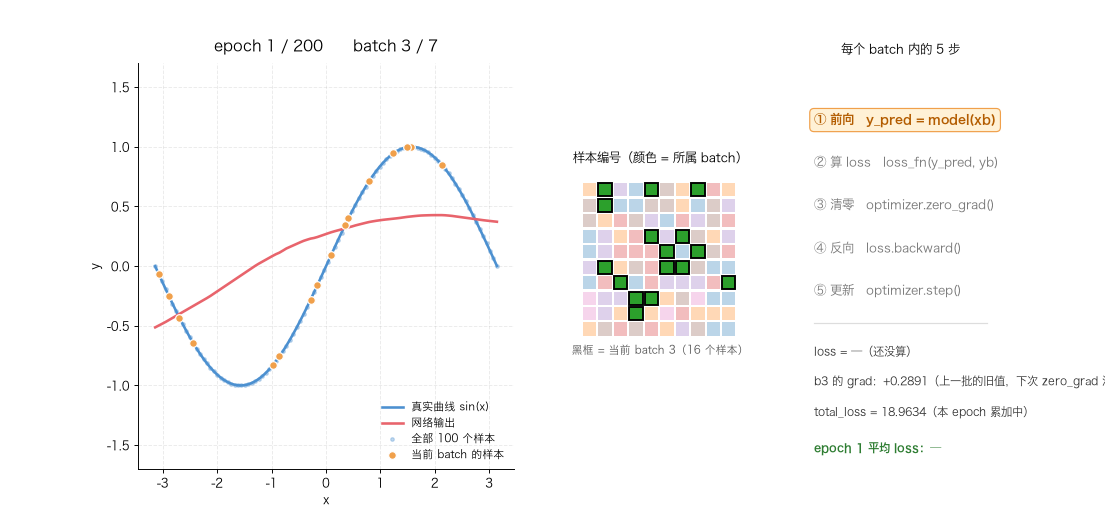 epoch 1 / 200 batch 3 / 7
1.5
1.0
0.5
0.0
-0.5
-1.0
-1.5
y
-3
-2
-1
0
1
2
3
x
真实曲线 sin(x)
网络输出
全部 100 个样本
当前 batch 的样本
样本编号（颜色 = 所属 batch）
黑框 = 当前 batch 3（16 个样本）
每个 batch 内的 5 步
① 前向 y_pred = model(xb)
② 算 loss loss_fn(y_pred, yb)
③ 清零 optimizer.zero_grad()
④ 反向 loss.backward()
⑤ 更新 optimizer.step()
loss = —（还没算）
b3 的 grad：+0.2891（上一批的旧值，下次 zero_grad
total_loss = 18.9634（本 epoch 累加中）
epoch 1 平均 loss：—